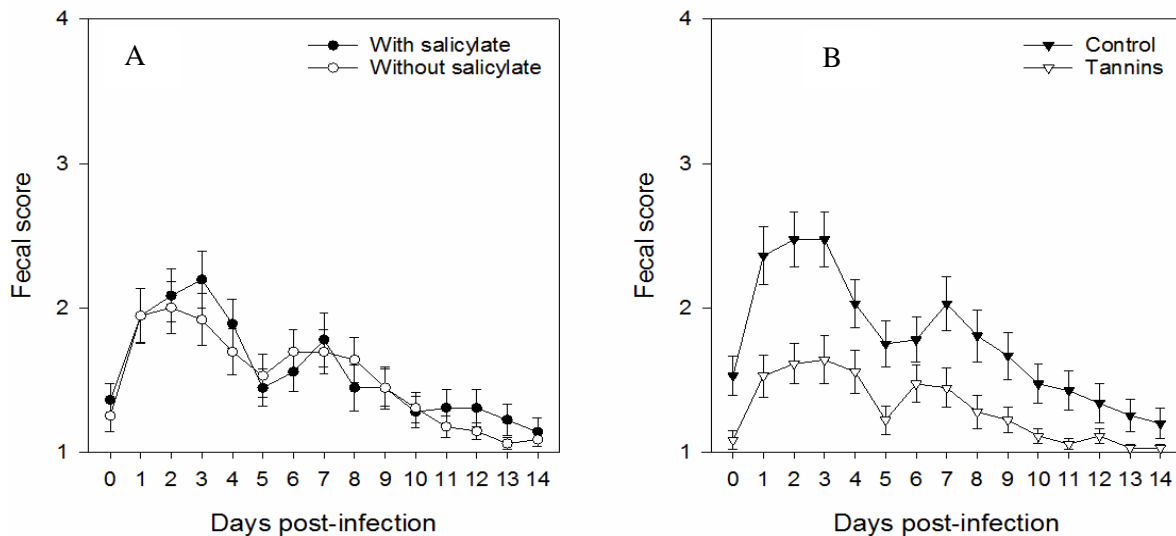 A
With salicylate
Without salicylate
Fecal score
4
3
2
1
0 1 2 3 4 5 6 7 8 9 10 11 12 13 14
Days post-infection
B
Control
Tannins
Fecal score
4
3
2
1
0 1 2 3 4 5 6 7 8 9 10 11 12 13 14
Days post-infection